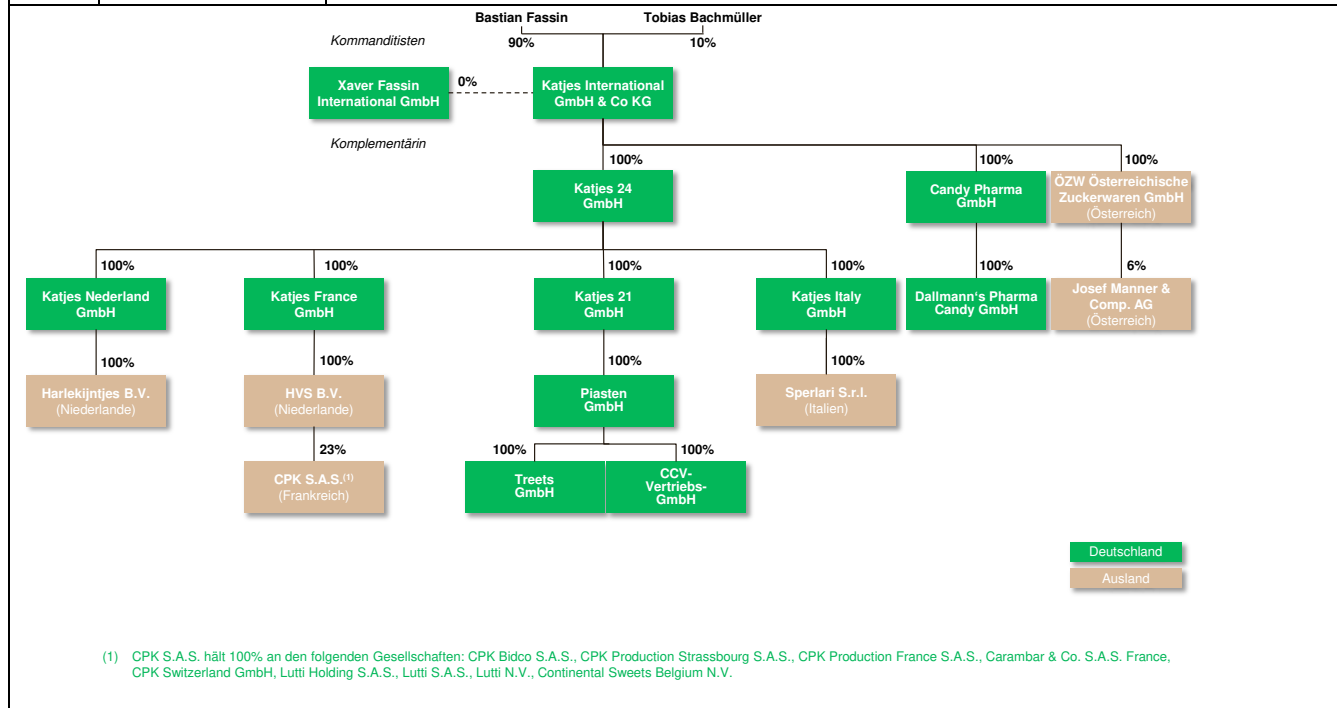 Bastian Fassin
Tobias Bachmüller
Kommanditisten
90%
10%
Xaver Fassin
International GmbH
0%
Katjes International
GmbH & Co KG
Komplementärin
100%
100%
100%
Katjes 24
GmbH
Candy Pharma
GmbH
ÖZW Österreichische
Zuckerwaren GmbH
(Österreich)
100%
100%
100%
100%
100%
6%
Katjes Nederland
GmbH
Katjes France
GmbH
Katjes 21
GmbH
Katjes Italy
GmbH
Dallmann‘s Pharma
Candy GmbH
Josef Manner &
Comp. AG
(Österreich)
100%
100%
100%
100%
Harlekijntjes B.V.
(Niederlande)
HVS B.V.
(Niederlande)
Piasten
GmbH
Sperlari S.r.l.
(Italien)
23%
100%
100%
CPK S.A.S.(1)
(Frankreich)
Treets
GmbH
CCV-
Vertriebs-
GmbH
Deutschland
Ausland
(1) CPK S.A.S. hält 100% an den folgenden Gesellschaften: CPK Bidco S.A.S., CPK Production Strassbourg S.A.S., CPK Production France S.A.S., Carambar & Co. S.A.S. France,
CPK Switzerland GmbH, Lutti Holding S.A.S., Lutti S.A.S., Lutti N.V., Continental Sweets Belgium N.V.